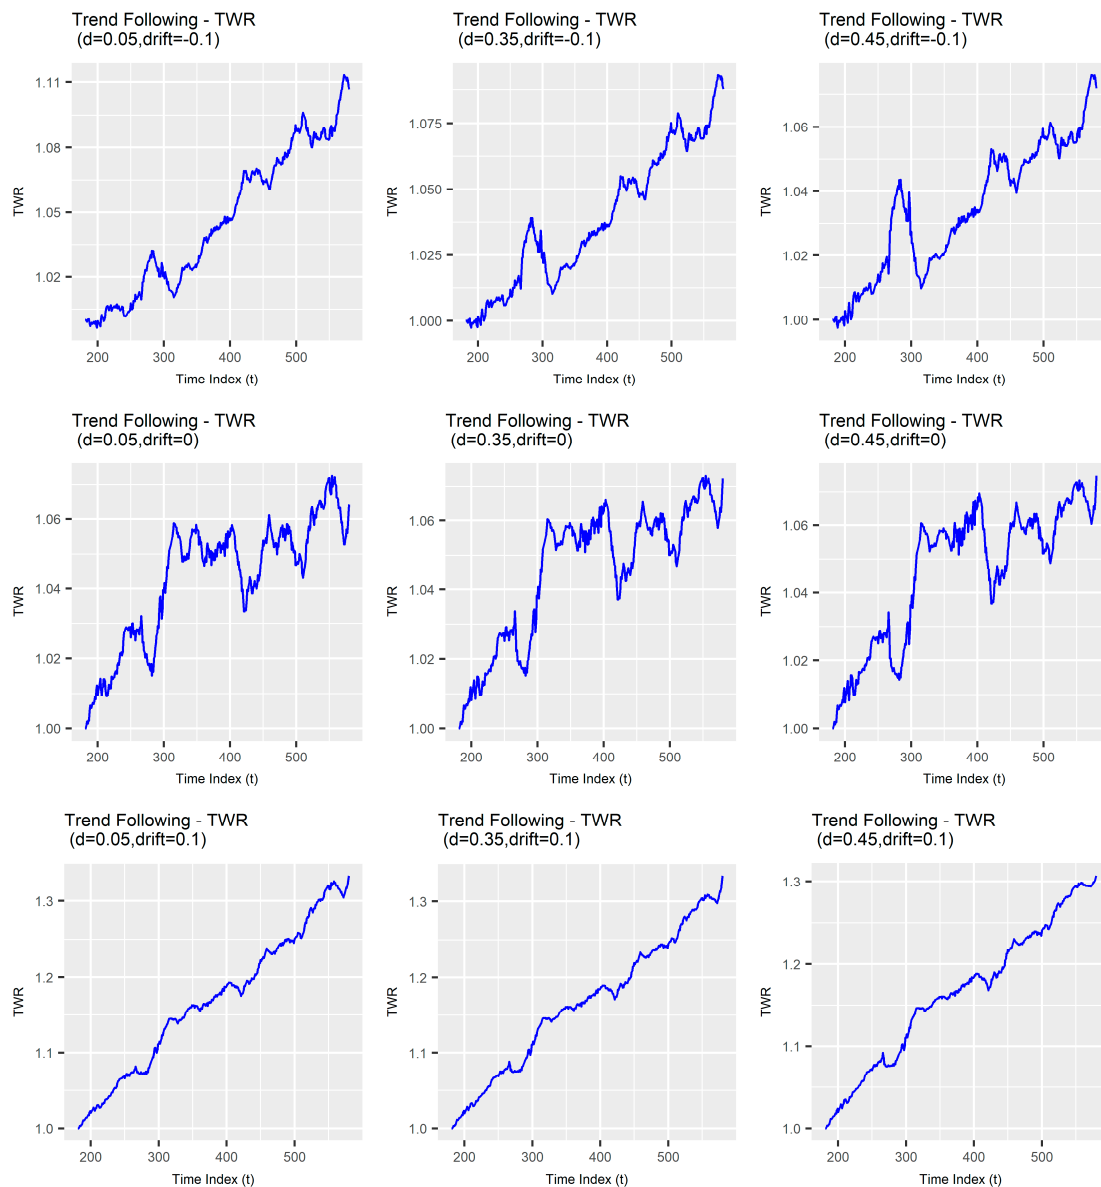 Trend Following - TWR
(d=0.05,drift=-0.1)
1.11
1.08
1.05
1.02
TWR
200
300
400
500
Time Index (t)
Trend Following - TWR
(d=0.35,drift=-0.1)
1.075
1.050
1.025
1.000
TWR
200
300
400
500
Time Index (t)
Trend Following - TWR
(d=0.45,drift=-0.1)
1.06
1.04
1.02
1.00
TWR
200
300
400
500
Time Index (t)
Trend Following - TWR
(d=0.05,drift=0)
1.06
1.04
1.02
1.00
TWR
200
300
400
500
Time Index (t)
Trend Following - TWR
(d=0.35,drift=0)
1.06
1.04
1.02
1.00
TWR
200
300
400
500
Time Index (t)
Trend Following - TWR
(d=0.45,drift=0)
1.06
1.04
1.02
1.00
TWR
200
300
400
500
Time Index (t)
Trend Following - TWR
(d=0.05,drift=0.1)
1.3
1.2
1.1
1.0
TWR
200
300
400
500
Time Index (t)
Trend Following - TWR
(d=0.35,drift=0.1)
1.3
1.2
1.1
1.0
TWR
200
300
400
500
Time Index (t)
Trend Following - TWR
(d=0.45,drift=0.1)
1.3
1.2
1.1
1.0
TWR
200
300
400
500
Time Index (t)